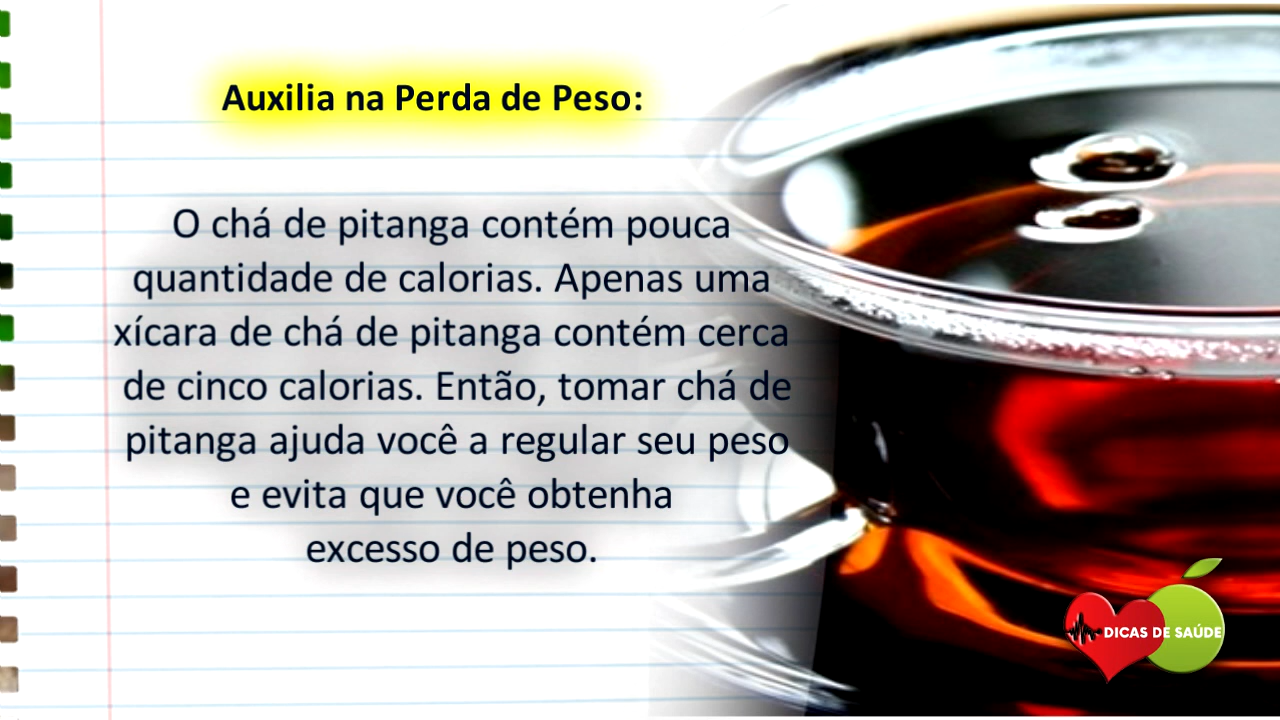 Auxilia na Perda de Peso:
O chá de pitanga contém pouca
quantidade de calorias. Apenas uma
xícara de chá de pitanga contém cerca
de cinco calorias. Então, tomar chá de
pitanga ajuda você a regular seu peso
e evita que você obtenha
excesso de peso.
DICAS DE SAÚDE